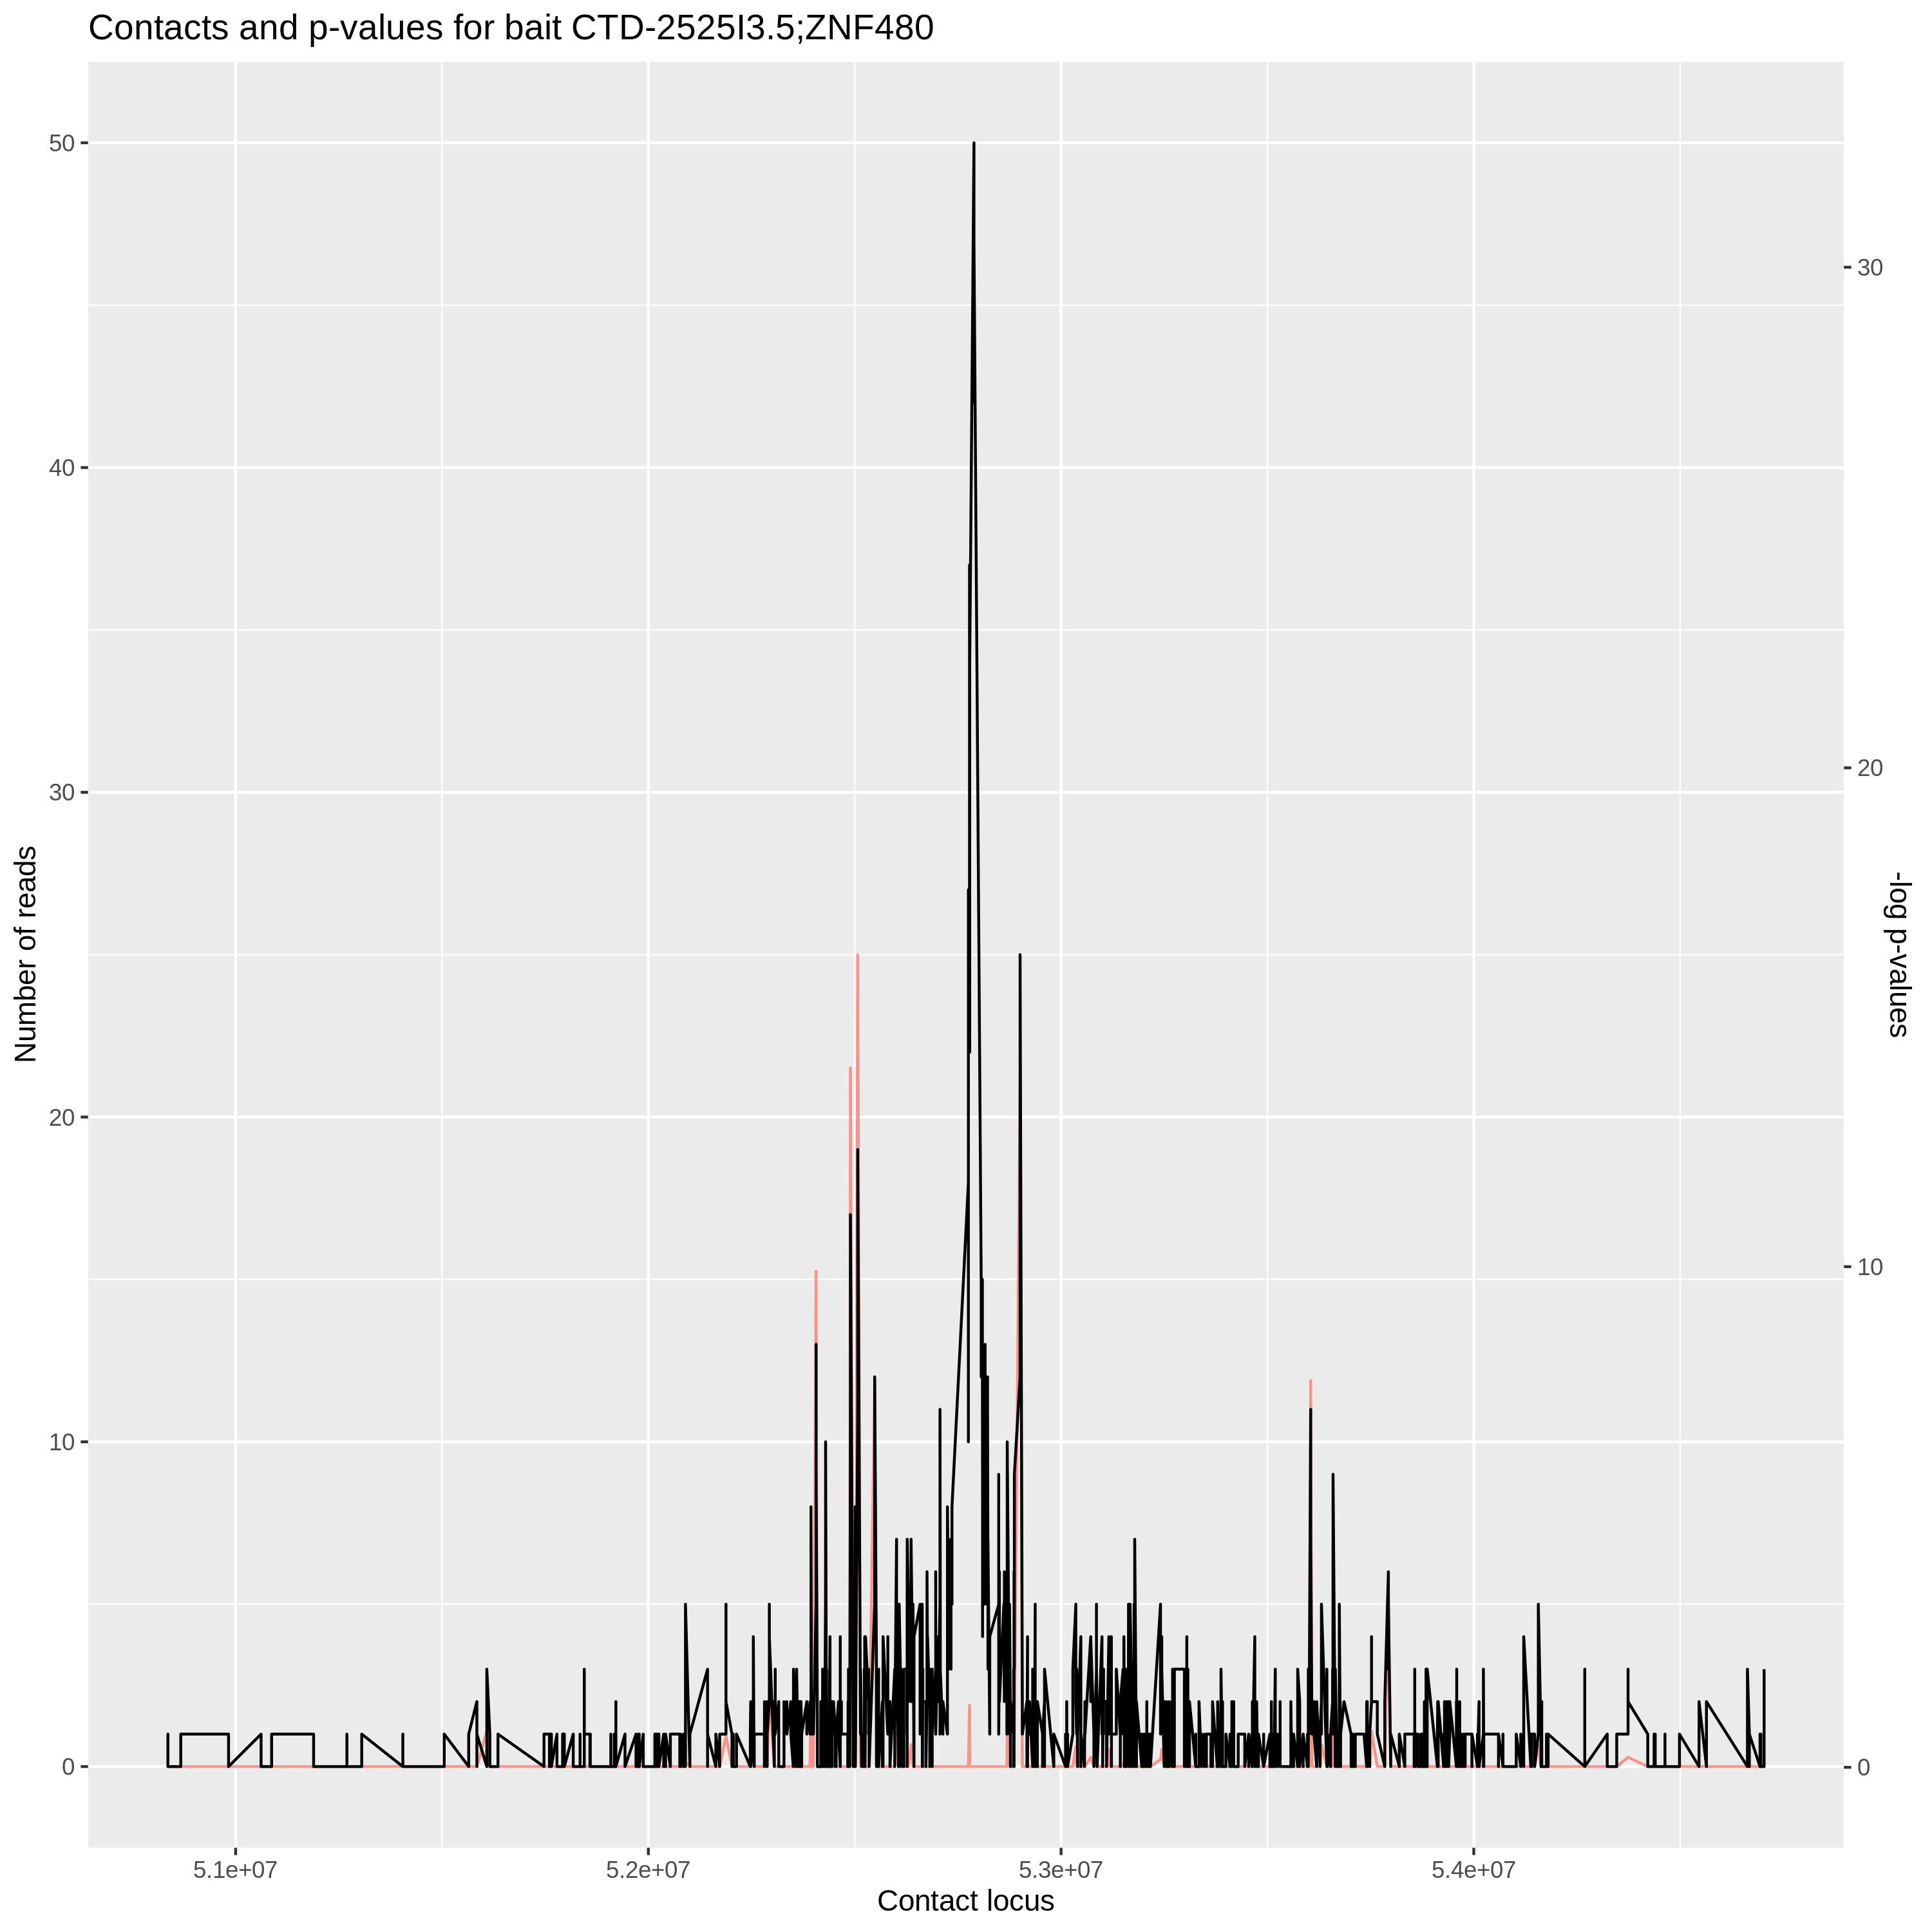 Contacts and p-values for bait CTD-2525I3.5;ZNF480
50
40
30
20
10
0
Number of reads
30
20
10
0
-log p-values
5.1e+07
5.2e+07
5.3e+07
5.4e+07
Contact locus